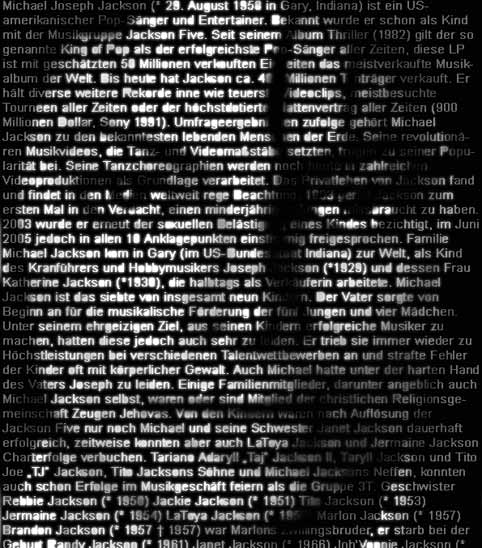 Michael Joseph Jackson (* 29. August 1958 in Gary, Indiana) ist ein US-
amerikanischer Pop-Sänger und Entertainer. Bekannt wurde er schon als Kind
mit der Musikgruppe Jackson Five. Seit seinem Album Thriller (1982) gilt der so
genannte King of Pop als der erfolgreichste Pop-Sänger aller Zeiten, diese LP
ist mit geschätzten 58 Millionen verkauften Einheiten das meistverkaufte Musik-
album der Welt. Bis heute hat Jackson ca. Millionen Tonträger verkauft. Er
hält diverse weitere Rekorde inne wie teuerste Videoclips, meistbesuchte
Tourneen aller Zeiten oder der höchstdotierte Plattenvertrag aller Zeiten (900
Millionen Dollar, Sony 1991). Umfrageergebnissen zufolge gehört Michael
Jackson zu den bekanntesten lebenden Menschen der Erde. Seine revolutionä-
ren Musikvideos, die Tanz- und Videomaßstäbe setzten, trugen zu seiner Popu-
larität bei. Seine Tanzchoreographien werden noch heute in zahlreichen
Videoproduktionen als Grundlage verarbeitet. Das Privatleben von Jackson fand
und findet in den Medien weltweit rege Beachtung. 1993 Jackson zum
ersten Mal in den Verdacht, einen minderjährigen Jungen missbraucht zu haben.
2003 wurde er erneut der sexuellen Belästigung eines Kindes bezichtigt, im Juni
2005 jedoch in allen 10 Anklagepunkten einstimmig freigesprochen. Familie
Michael Jackson kam in Gary (im US-Bundesstaat Indiana) zur Welt, als Kind
des Kranführers und Hobbymusikers Joseph Jackson (*1929) und dessen Frau
Katherine Jackson (*1930), die halbtags als Verkäuferin arbeitete. Michael
Jackson ist das siebte von insgesamt neun Kindern. Der Vater sorgte von
Beginn an für die musikalische Förderung der fünf Jungen und vier Mädchen.
Unter seinem ehrgeizigen Ziel, aus seinen Kindern erfolgreiche Musiker zu
machen, hatten diese jedoch auch sehr zu leiden. Er trieb sie immer wieder zu
Höchstleistungen bei verschiedenen Talentwettbewerben an und strafte Fehler
der Kinder oft mit körperlicher Gewalt. Auch Michael hatte unter der harten Hand
des Vaters Joseph zu leiden. Einige Familienmitglieder, darunter angeblich auch
Michael Jackson selbst, waren oder sind Mitglied der christlichen Religionsge-
meinschaft Zeugen Jehovas. Von den Kindern waren nach Auflösung der
Jackson Five nur noch Michael und seine Schwester Janet Jackson dauerhaft
erfolgreich, zeitweise konnten aber auch LaToya Jackson und Jermaine Jackson
Charterfolge verbuchen. Tariano Adaryll „Taj“ Jackson II, Taryll Jackson und Tito
Joe „TJ“ Jackson, Tito Jacksons Söhne und Michael Jacksons Neffen, konnten
auch schon Erfolge im Musikgeschäft feiern als die Gruppe 3T. Geschwister
Rebbie Jackson (* 1950) Jackie Jackson (* 1951) Tito Jackson (* 1953)
Jermaine Jackson (* 1954) LaToya Jackson (* Marlon Jackson (* 1957)
Brandon Jackson (* 1957 † 1957) war Marlons Zwillingsbruder, er starb bei der
Geburt Randy Jackson (* 1961) Janet Jackson (* 1966) Joh'Vonnie Jackson (*